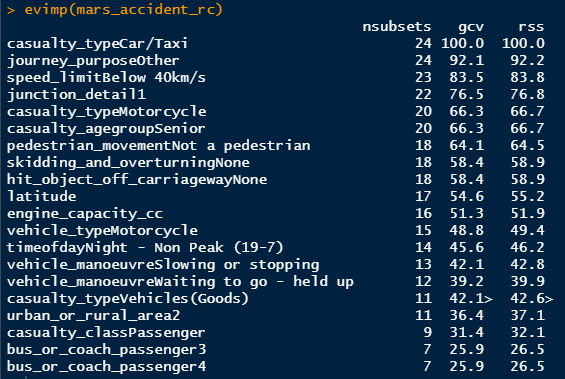 > evimp(mars_accident_rc)
nsubsets gcv rss
casualty_typeCar/Taxi 24 100.0 100.0
journey_purposeOther 24 92.1 92.2
speed_limitBelow 40km/s 23 83.5 83.8
junction_detail1 22 76.5 76.8
casualty_typeMotorcycle 20 66.3 66.7
casualty_agegroupSenior 20 66.3 66.7
pedestrian_movementNot a pedestrian 18 64.1 64.5
skidding_and_overturningNone 18 58.4 58.9
hit_object_off_carriagewayNone 18 58.4 58.9
latitude 17 54.6 55.2
engine_capacity_cc 16 51.3 51.9
vehicle_typeMotorcycle 15 48.8 49.4
timeofdayNight - Non Peak (19-7) 14 45.6 46.2
vehicle_manoeuvreSlowing or stopping 13 42.1 42.8
vehicle_manoeuvreWaiting to go - held up 12 39.2 39.9
casualty_typeVehicles(Goods) 11 42.1> 42.6>
urban_or_rural_area2 11 36.4 37.1
casualty_classPassenger 9 31.4 32.1
bus_or_coach_passenger3 7 25.9 26.5
bus_or_coach_passenger4 7 25.9 26.5